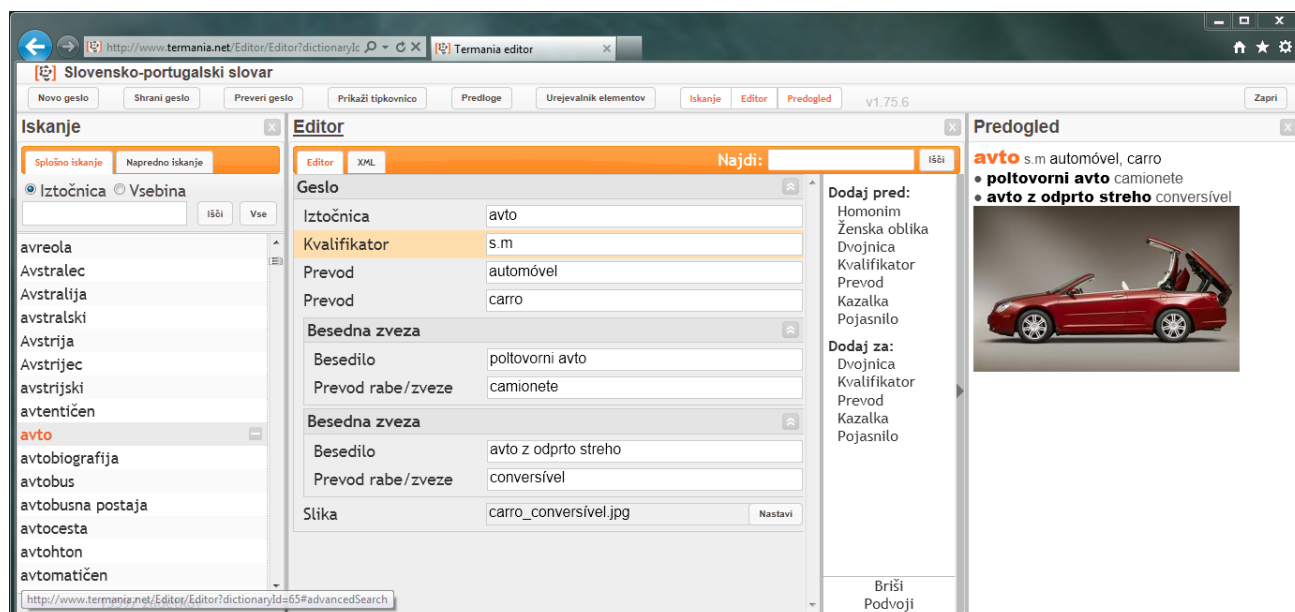 http://www.termania.net/Editor/Editor?dictionaryIc
Termania editor
Slovensko-portugalski slovar
Novo geslo Shrani geslo Preveri geslo Prikaži tipkovnico Predloge Urejevalnik elementov Iskanje Editor Predogled v1.75.6 Zapri
Iskanje
Splošno iskanje Napredno iskanje
Iztočnica Vsebina
Išči Vse
avreola
Avstralec
Avstralija
avstralski
Avstrija
Avstrijec
avstrijski
avtentičen
avto
avtobiografija
avtobus
avtobusna postaja
avtocesta
avtohton
avtomatičen
http://www.termania.net/Editor/Editor?dictionaryId=65#advancedSearch
Editor
Editor XML Najdi: Išči
Geslo
Iztočnica avto
Kvalifikator s.m
Prevod automóvel
Prevod carro
Besedna zveza
Besedilo poltovorni avto
Prevod rabe/zveze camionete
Besedna zveza
Besedilo avto z odprto streho
Prevod rabe/zveze conversível
Slika carro_conversível.jpg Nastavi
Dodaj pred:
Homonim
Ženska oblika
Dvojnica
Kvalifikator
Prevod
Kazalka
Pojasnilo
Dodaj za:
Dvojnica
Kvalifikator
Prevod
Kazalka
Pojasnilo
Briši
Podvoji
Predogled
avto s.m automóvel, carro
● poltovorni avto camionete
● avto z odprto streho conversível